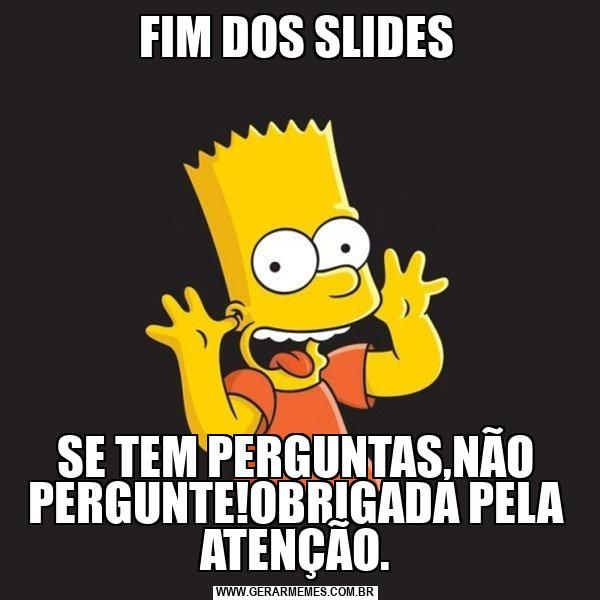 FIM DOS SLIDES
SE TEM PERGUNTAS,NÃO
PERGUNTE!OBRIGADA PELA
ATENÇÃO.
WWW.GERARMEMES.COM.BR